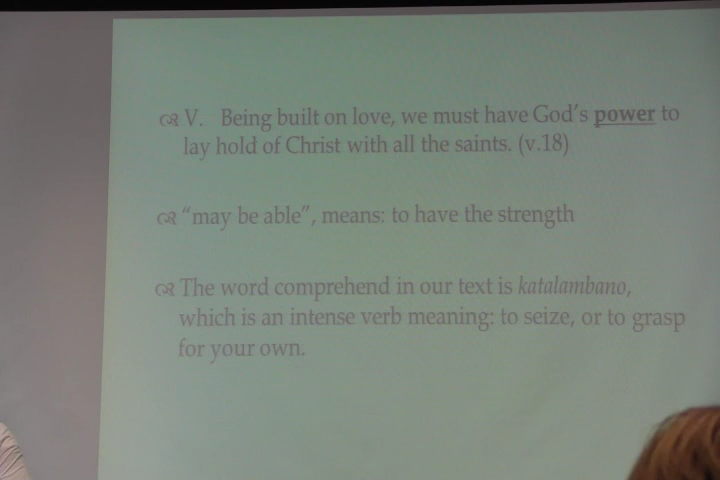 V. Being built on love, we must have God's power to
lay hold of Christ with all the saints. (v.18)
"may be able", means: to have the strength
The word comprehend in our text is katalambano,
which is an intense verb meaning: to seize, or to grasp
for your own.